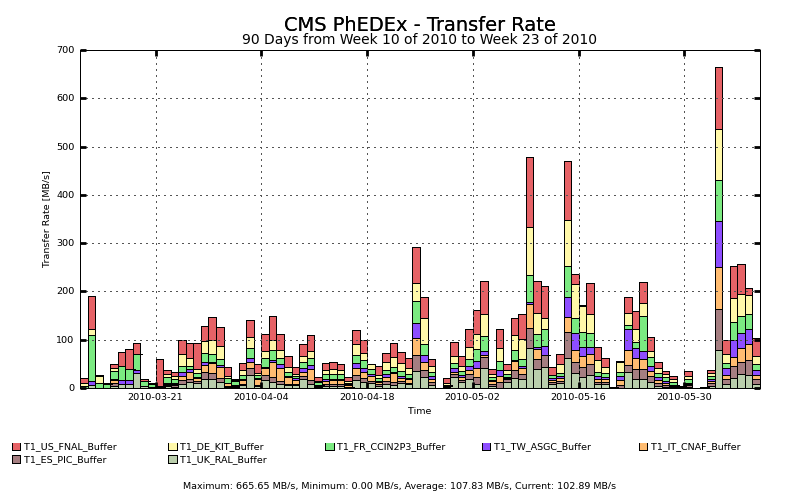 CMS PhEDEx - Transfer Rate
90 Days from Week 10 of 2010 to Week 23 of 2010
700
600
500
400
300
200
100
0
Transfer Rate [MB/s]
2010-03-21 2010-04-04 2010-04-18 2010-05-02 2010-05-16 2010-05-30
Time
T1_US_FNAL_Buffer T1_DE_KIT_Buffer T1_FR_CCIN2P3_Buffer T1_TW_ASGC_Buffer T1_IT_CNAF_Buffer
T1_ES_PIC_Buffer T1_UK_RAL_Buffer
Maximum: 665.65 MB/s, Minimum: 0.00 MB/s, Average: 107.83 MB/s, Current: 102.89 MB/s